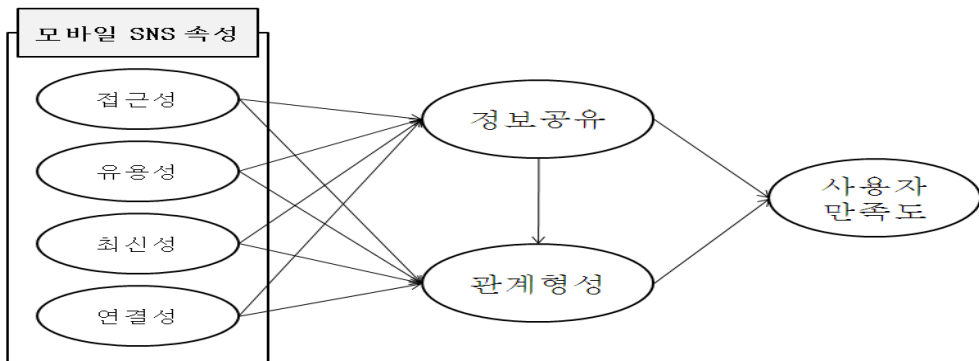 모바일 SNS 속성
접근성
유용성
최신성
연결성
정보공유
관계형성
사용자
만족도